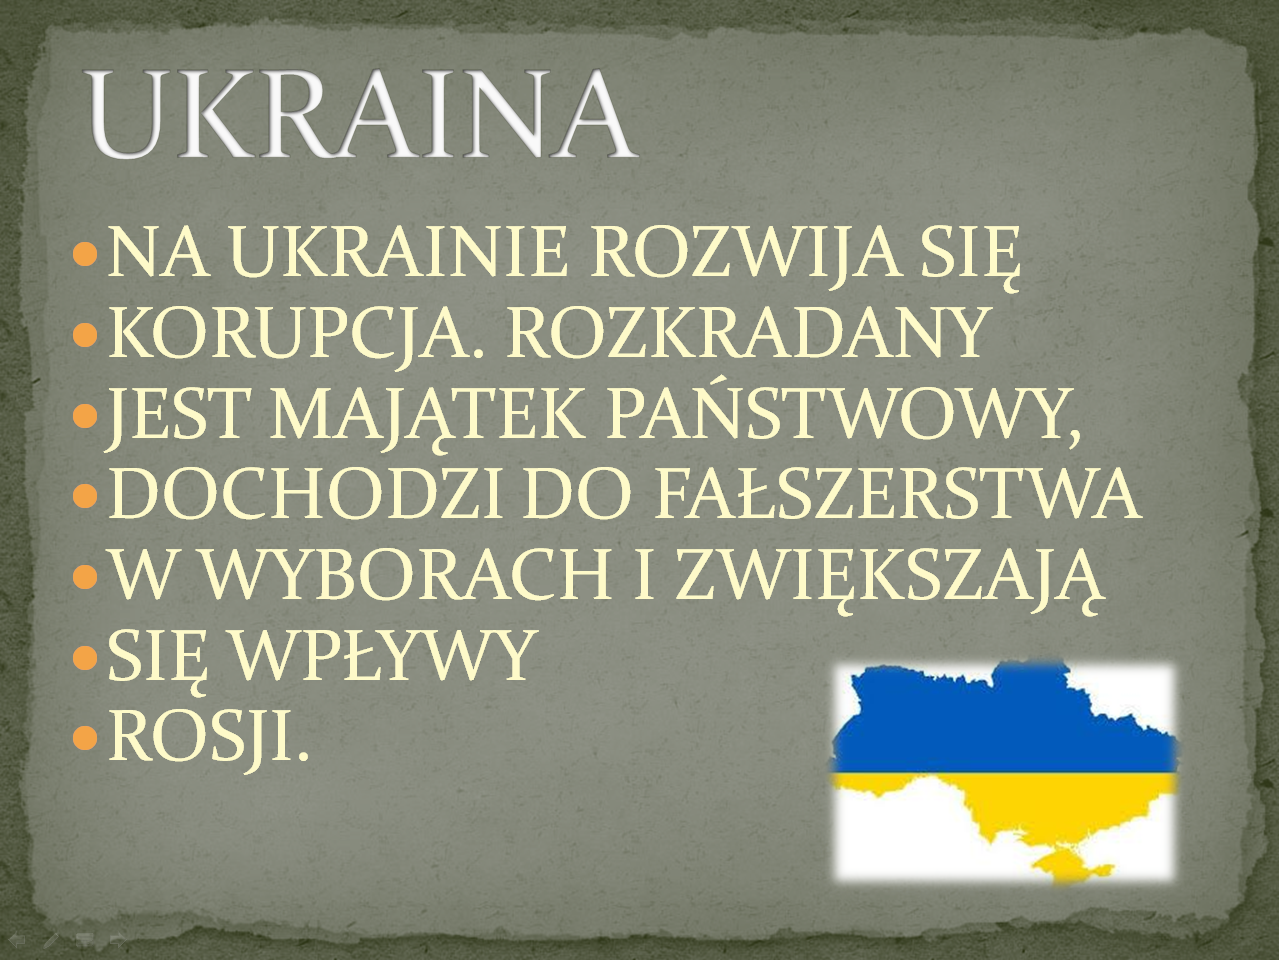 UKRAINA
•NA UKRAINIE ROZWIJA SIĘ
•KORUPCJA. ROZKRADANY
•JEST MAJĄTEK PAŃSTWOWY,
•DOCHODZI DO FAŁSZERSTWA
•W WYBORACH I ZWIĘKSZAJĄ
•SIĘ WPŁYWY
•ROSJI.